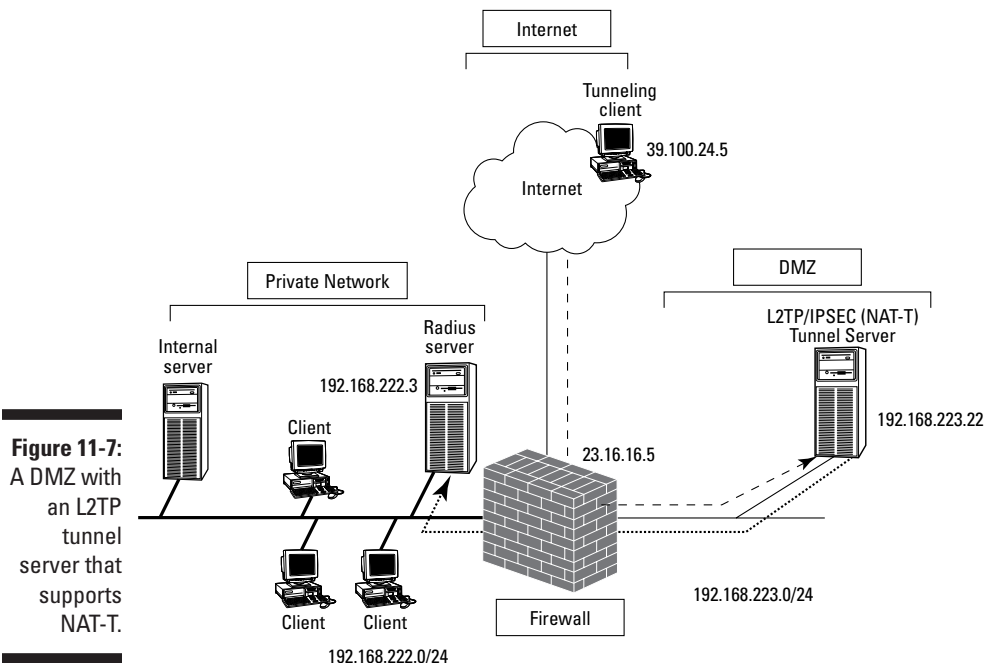 Internet
Tunneling
client
39.100.24.5
Internet
Private Network
DMZ
Internal
server
Radius
server
192.168.222.3
L2TP/IPSEC (NAT-T)
Tunnel Server
192.168.223.22
Client
23.16.16.5
Client
Client
192.168.222.0/24
Firewall
192.168.223.0/24
Figure 11-7:
A DMZ with
an L2TP
tunnel
server that
supports
NAT-T.